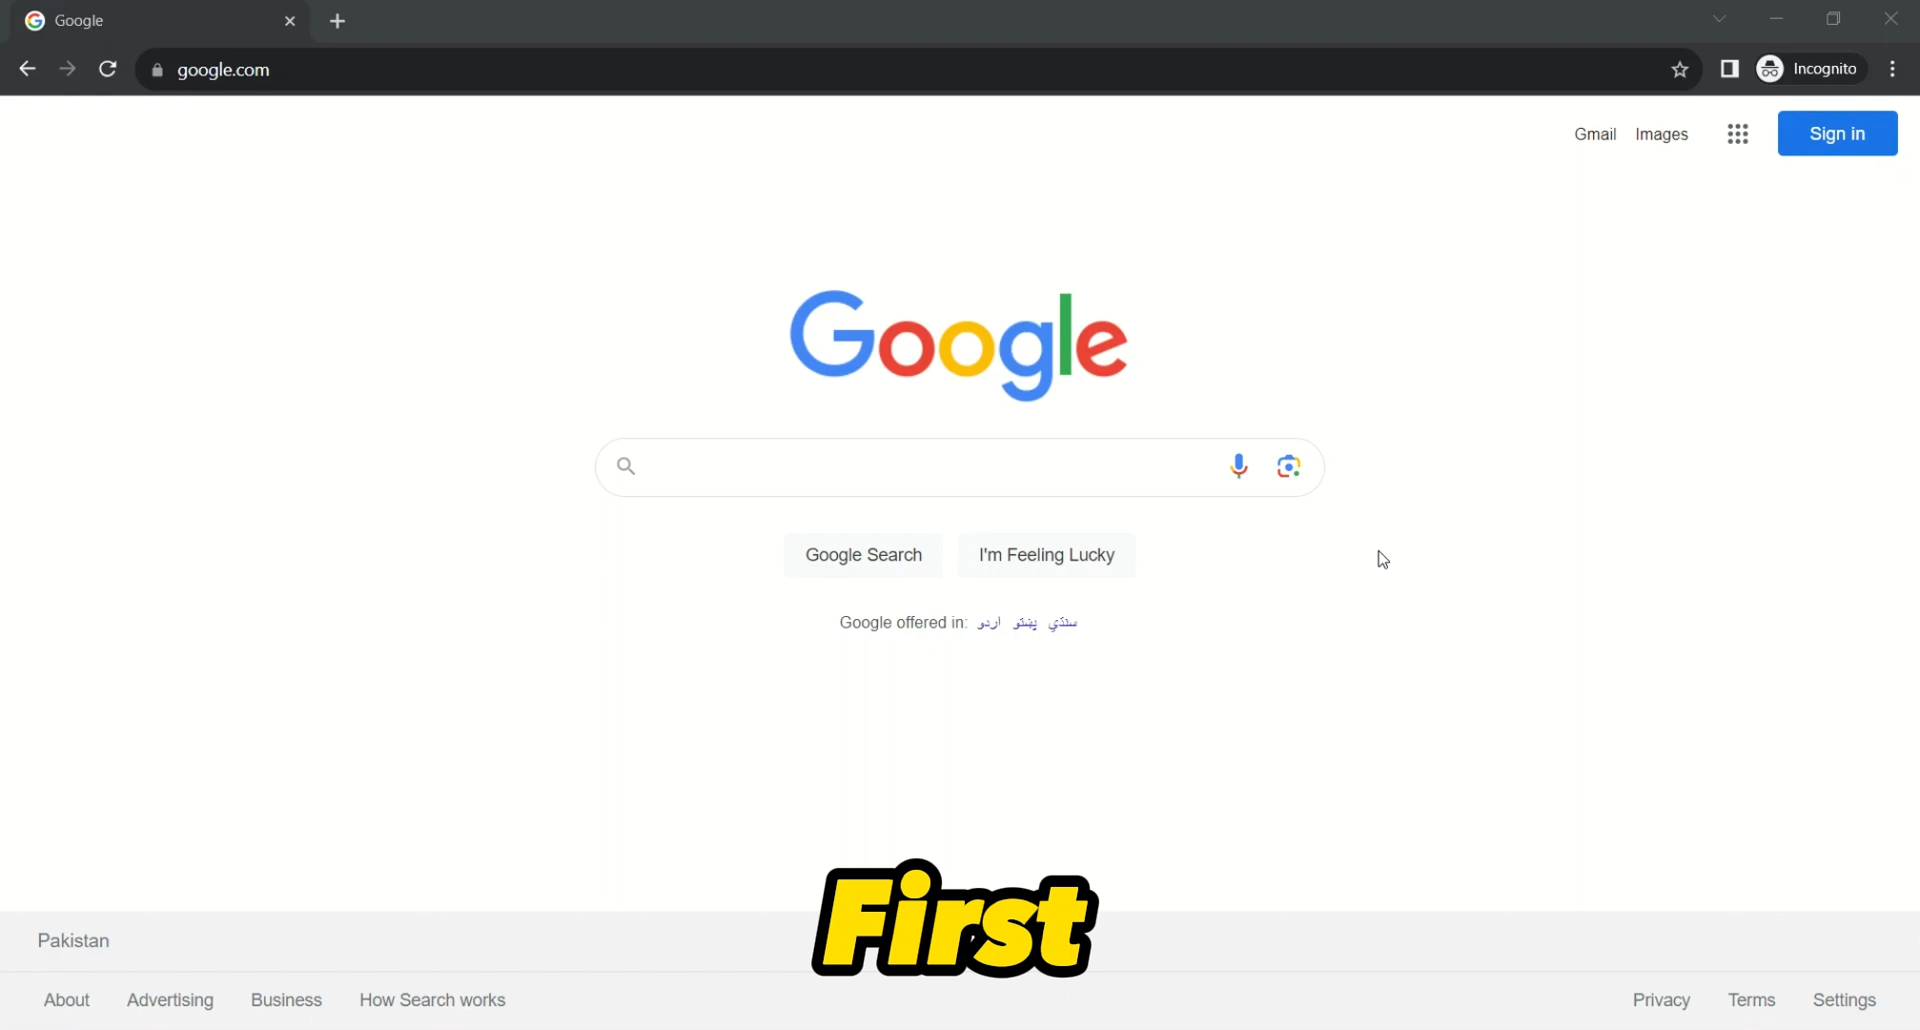 Google
google.com
Incognito
Gmail Images
Sign in
Google
Google Search
I'm Feeling Lucky
Google offered in: اردو پښتو سنڌي
First
Pakistan
About Advertising Business How Search works
Privacy Terms Settings